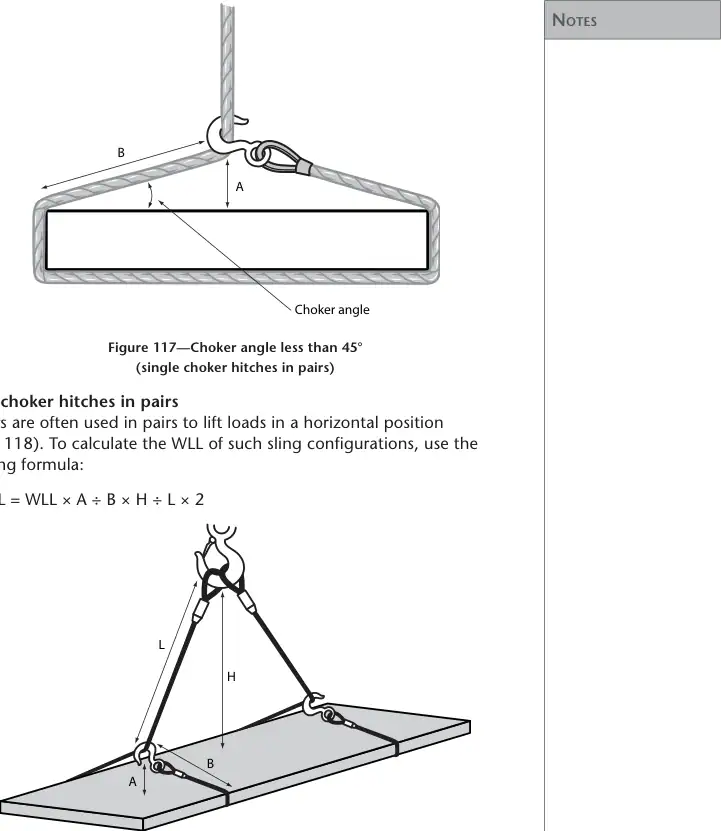 NOTES
B
A
Choker angle
Figure 117—Choker angle less than 45°
(single choker hitches in pairs)
choker hitches in pairs
s are often used in pairs to lift loads in a horizontal position
118). To calculate the WLL of such sling configurations, use the
ng formula:
L = WLL × A ÷ B × H ÷ L × 2
L
H
B
A